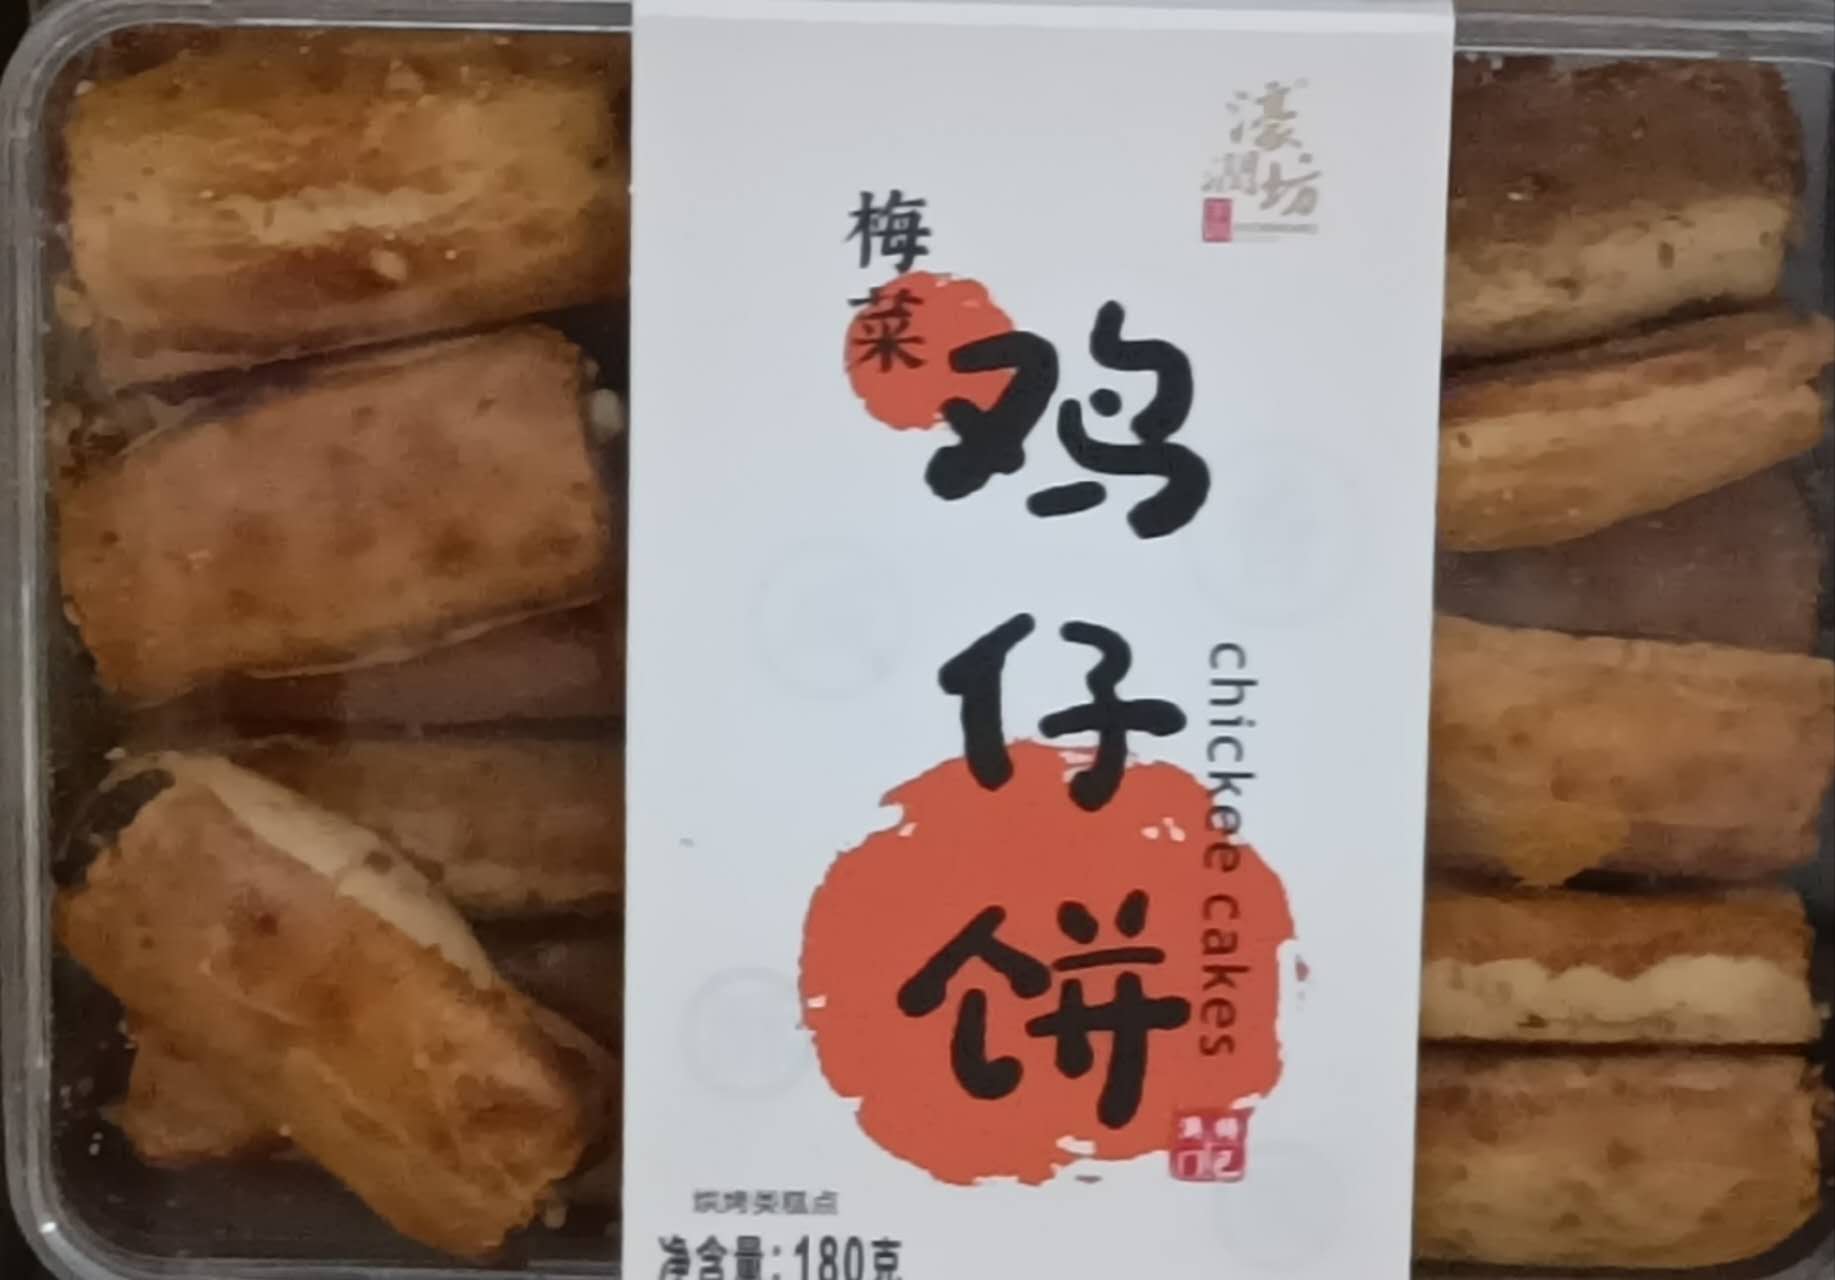 濠
潤坊
梅菜
鸡仔饼
chickee cakes
烘烤类糕点
净含量:180克